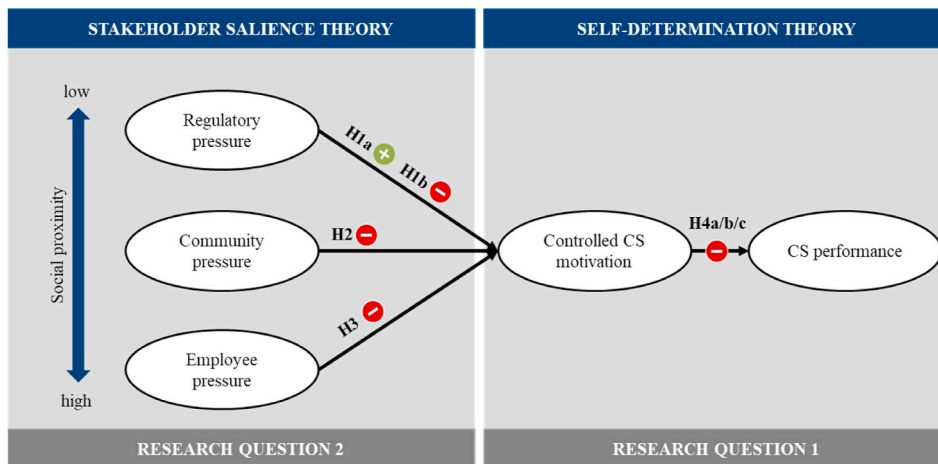 STAKEHOLDER SALIENCE THEORY
SELF-DETERMINATION THEORY
low
Social proximity
high
Regulatory
pressure
H1a
H1b
Community
pressure
H2
Employee
pressure
H3
Controlled CS
motivation
H4a/b/c
CS performance
RESEARCH QUESTION 2
RESEARCH QUESTION 1